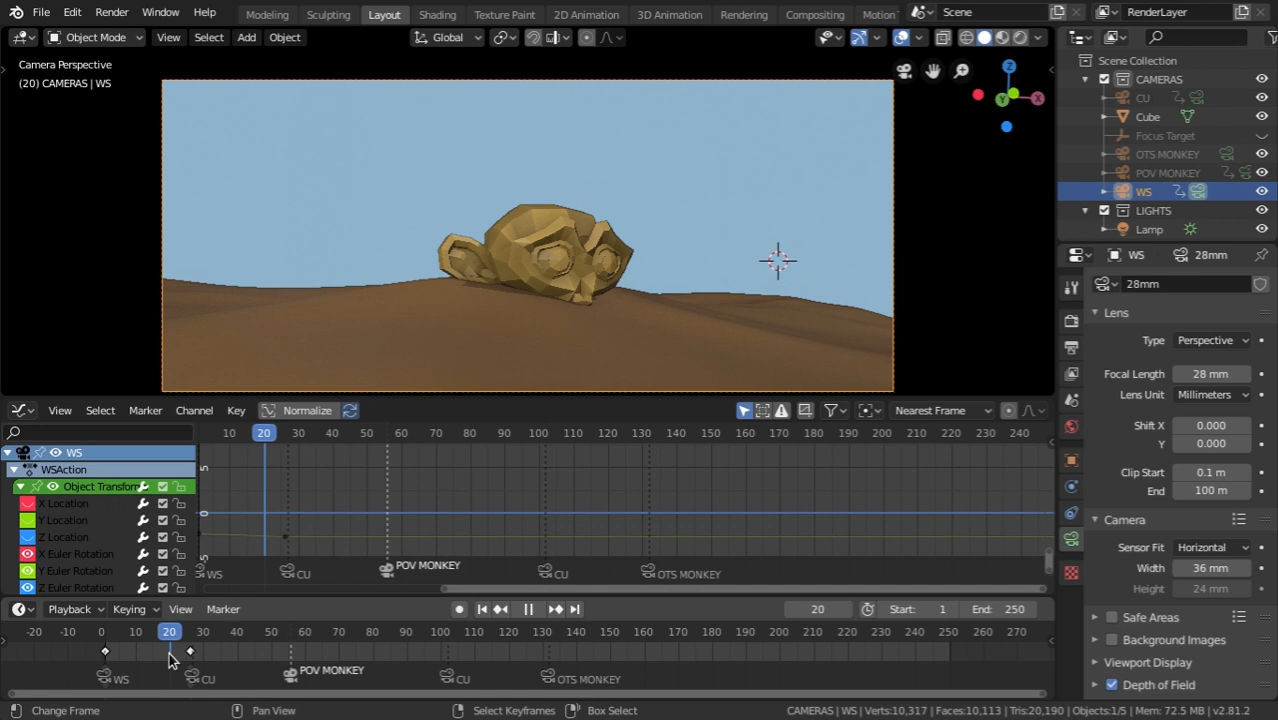 File Edit Render Window Help Modeling Sculpting Layout Shading Texture Paint 2D Animation 3D Animation Rendering Compositing Motion Scene RenderLayer
Object Mode View Select Add Object Global
Camera Perspective
(20) CAMERAS | WS
Z
Y
X
Scene Collection
CAMERAS
CU
Cube
Focus Target
OTS MONKEY
POV MONKEY
WS
LIGHTS
Lamp
WS 28mm
28mm
Lens
Type Perspective
Focal Length 28 mm
Lens Unit Millimeters
Shift X 0.000
Y 0.000
Clip Start 0.1 m
End 100 m
Camera
Sensor Fit Horizontal
Width 36 mm
Height 24 mm
Safe Areas
Background Images
Viewport Display
Depth of Field
View Select Marker Channel Key Normalize Nearest Frame
10 20 30 40 50 60 70 80 90 100 110 120 130 140 150 160 170 180 190 200 210 220 230 240
WS
WSAction
Object Transform
X Location
Y Location
Z Location
X Euler Rotation
Y Euler Rotation
Z Euler Rotation
5
0
-5
WS CU POV MONKEY CU OTS MONKEY
Playback Keying View Marker 20 Start: 1 End: 250
-20 -10 0 10 20 30 40 50 60 70 80 90 100 110 120 130 140 150 160 170 180 190 200 210 220 230 240 250 260 270
WS CU POV MONKEY CU OTS MONKEY
Change Frame Pan View Select Keyframes Box Select CAMERAS | WS | Verts:10,317 | Faces:10,113 | Tris:20,190 | Objects:1/5 | Mem: 72.5 MB | v2.81.2